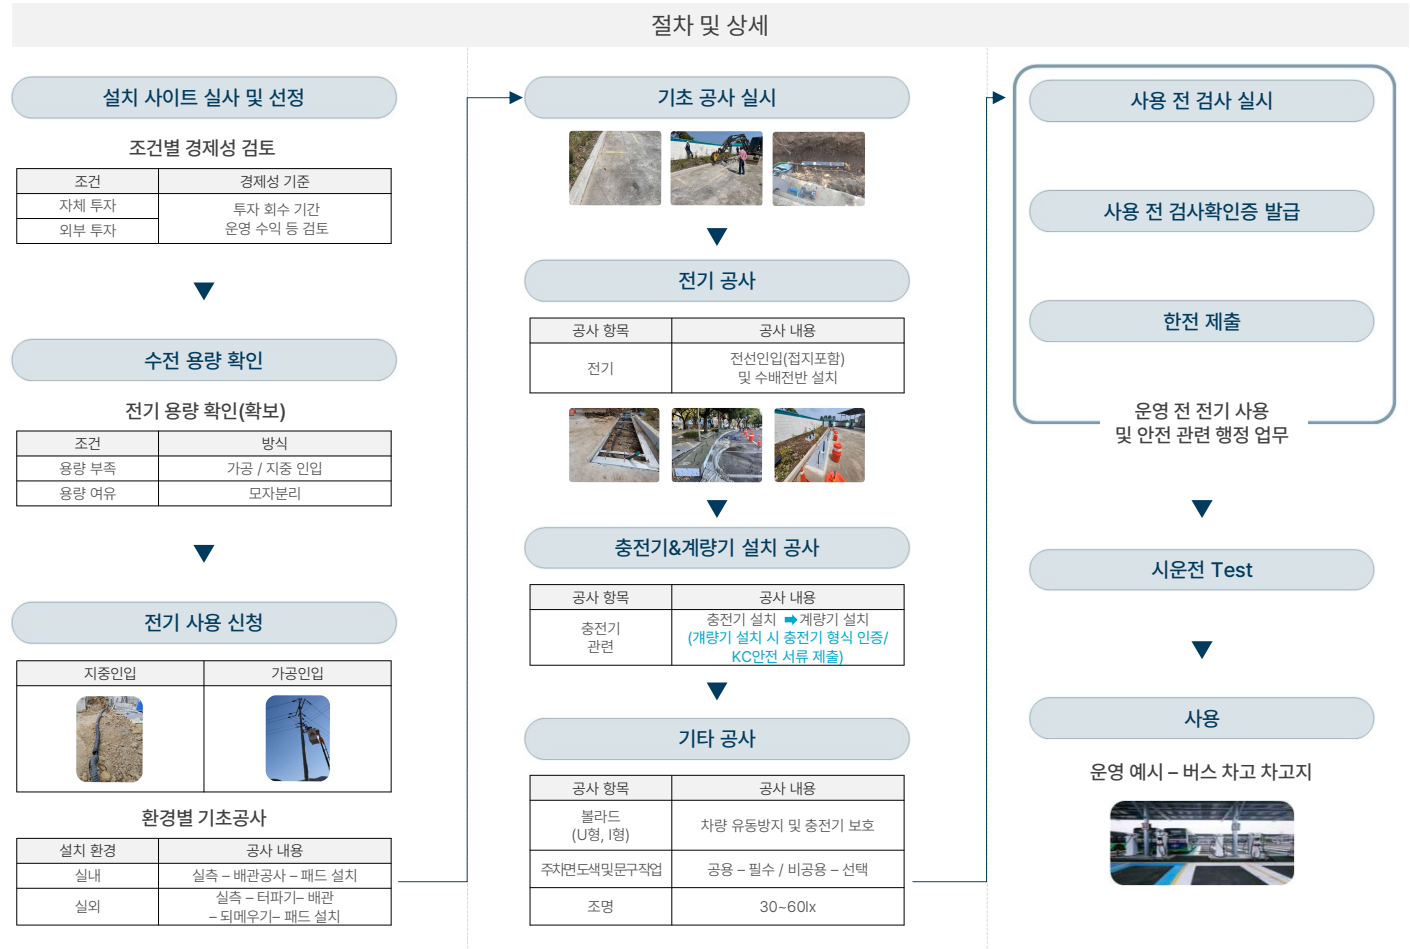 절차 및 상세
설치 사이트 실사 및 선정
조건별 경제성 검토
조건 경제성 기준
자체 투자 투자 회수 기간
외부 투자 운영 수익 등 검토
수전 용량 확인
전기 용량 확인(확보)
조건 방식
용량 부족 가공 / 지중 인입
용량 여유 모자분리
전기 사용 신청
지중인입 가공인입
환경별 기초공사
설치 환경 공사 내용
실내 실측 – 배관공사 – 패드 설치
실외 실측 – 터파기– 배관
– 되메우기– 패드 설치
기초 공사 실시
전기 공사
공사 항목 공사 내용
전기 전선인입(접지포함)
및 수배전반 설치
충전기&계량기 설치 공사
공사 항목 공사 내용
충전기
관련
충전기 설치 ➡계량기 설치
(걔량기 설치 시 충전기 형식 인증/
KC안전 서류 제출)
기타 공사
공사 항목 공사 내용
볼라드
(U형, I형)
차량 유동방지 및 충전기 보호
주차면도색및문구작업 공용 – 필수 / 비공용 – 선택
조명 30~60lx
사용 전 검사 실시
사용 전 검사확인증 발급
한전 제출
운영 전 전기 사용
및 안전 관련 행정 업무
시운전 Test
사용
운영 예시 – 버스 차고 차고지